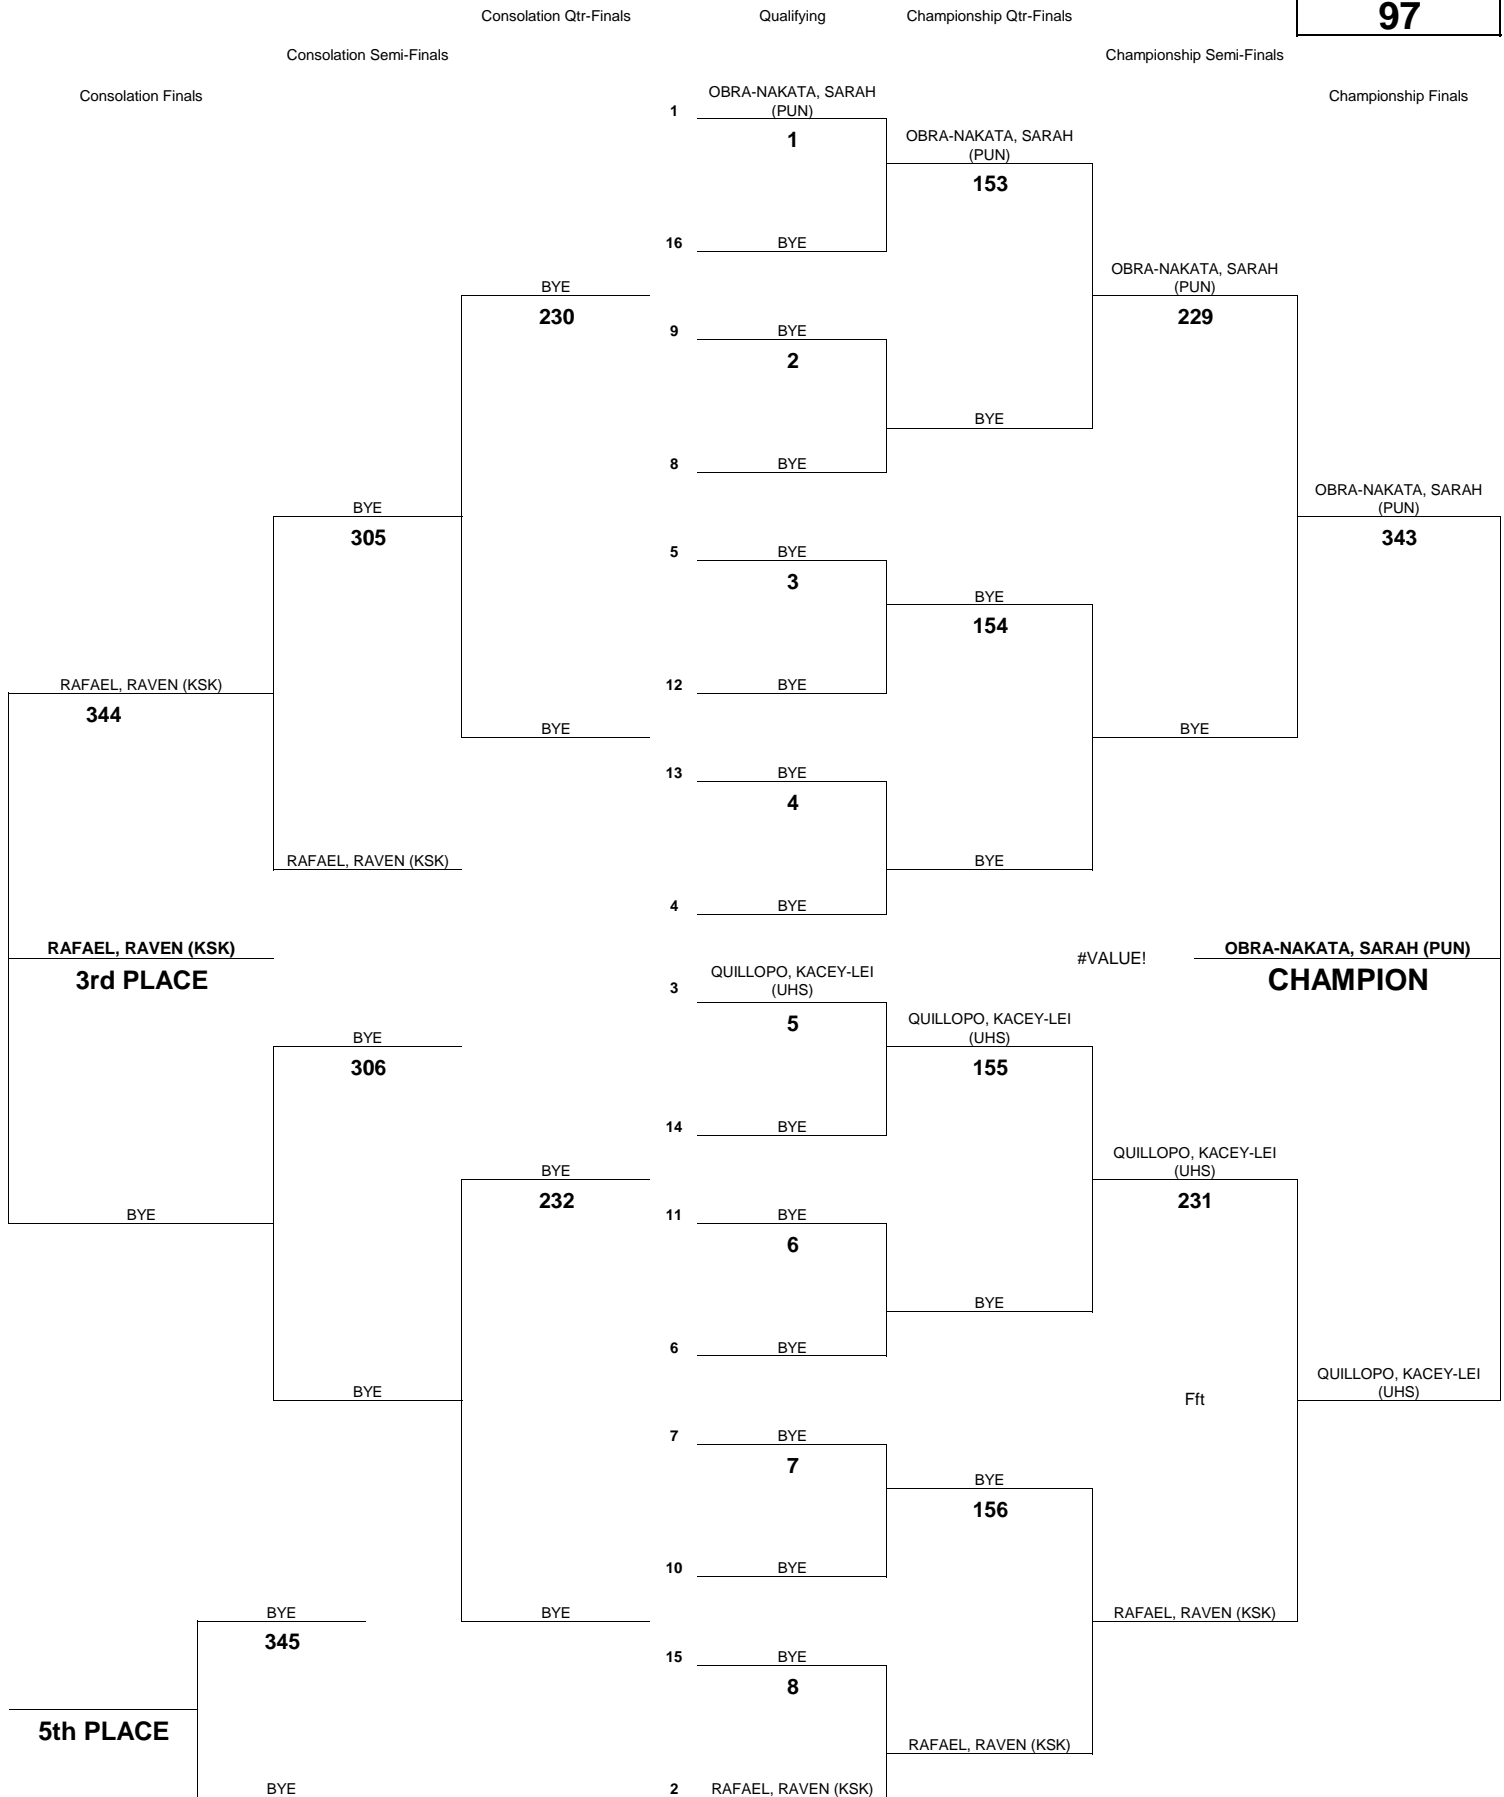 Consolation Qtr-Finals Qualifying Championship Qtr-Finals 97
Consolation Semi-Finals Championship Semi-Finals
Consolation Finals Championship Finals
OBRA-NAKATA, SARAH
1 (PUN)
1
OBRA-NAKATA, SARAH
(PUN)
153
16 BYE
OBRA-NAKATA, SARAH
(PUN)
BYE
230 229
9 BYE
2
BYE
8 BYE
OBRA-NAKATA, SARAH
BYE (PUN)
305 343
5 BYE
3
BYE
154
RAFAEL, RAVEN (KSK) 12 BYE
344
BYE BYE
13 BYE
4
RAFAEL, RAVEN (KSK) BYE
4 BYE
RAFAEL, RAVEN (KSK) #VALUE! OBRA-NAKATA, SARAH (PUN)
3rd PLACE CHAMPION
QUILLOPO, KACEY-LEI
3 (UHS)
5
QUILLOPO, KACEY-LEI
BYE (UHS)
306 155
14 BYE
QUILLOPO, KACEY-LEI
BYE (UHS)
232 231
BYE 11 BYE
6
BYE
6 BYE
QUILLOPO, KACEY-LEI
BYE Fft (UHS)
7 BYE
7
BYE
156
10 BYE
BYE BYE RAFAEL, RAVEN (KSK)
345
15 BYE
8
5th PLACE
RAFAEL, RAVEN (KSK)
BYE 2 RAFAEL, RAVEN (KSK)